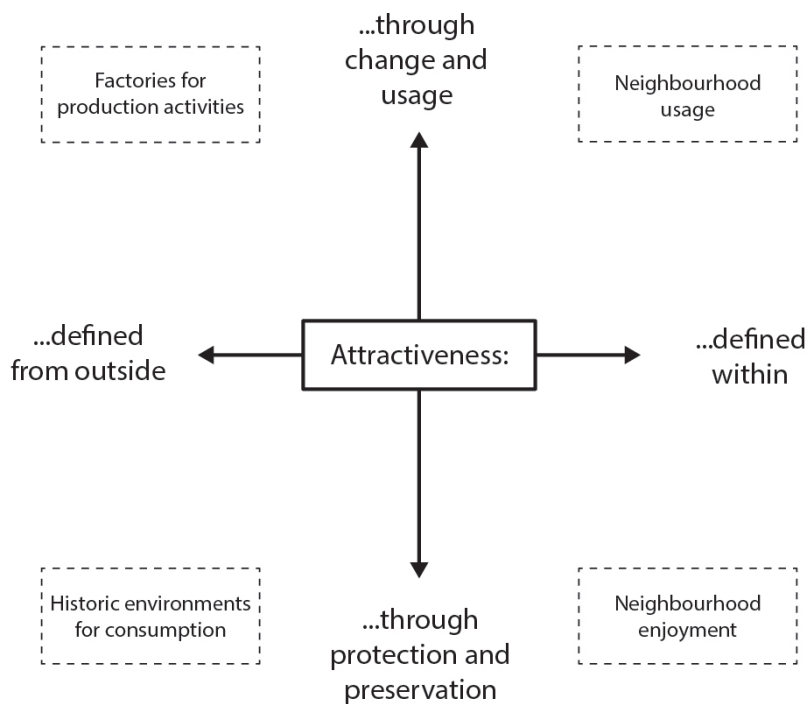 ...through
change and
usage
Factories for
production activities
Neighbourhood
usage
...defined
from outside
Attractiveness:
...defined
within
Historic environments
for consumption
...through
protection and
preservation
Neighbourhood
enjoyment